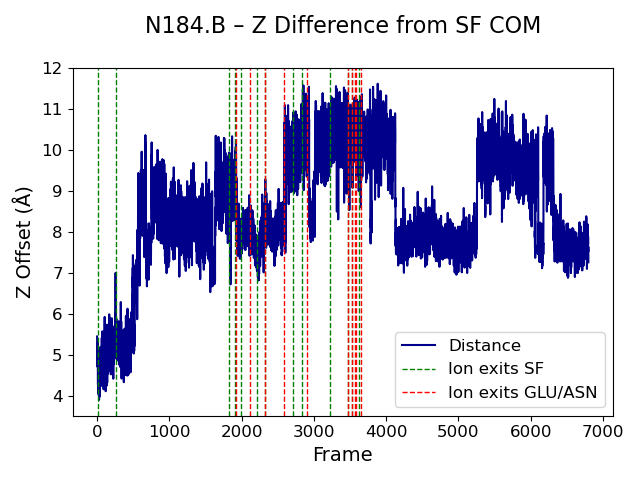 N184.B – Z Difference from SF COM
12
11
10
9
8
7
6
5
4
Z Offset (Å)
0
1000
2000
3000
4000
5000
6000
7000
Frame
Distance
Ion exits SF
Ion exits GLU/ASN